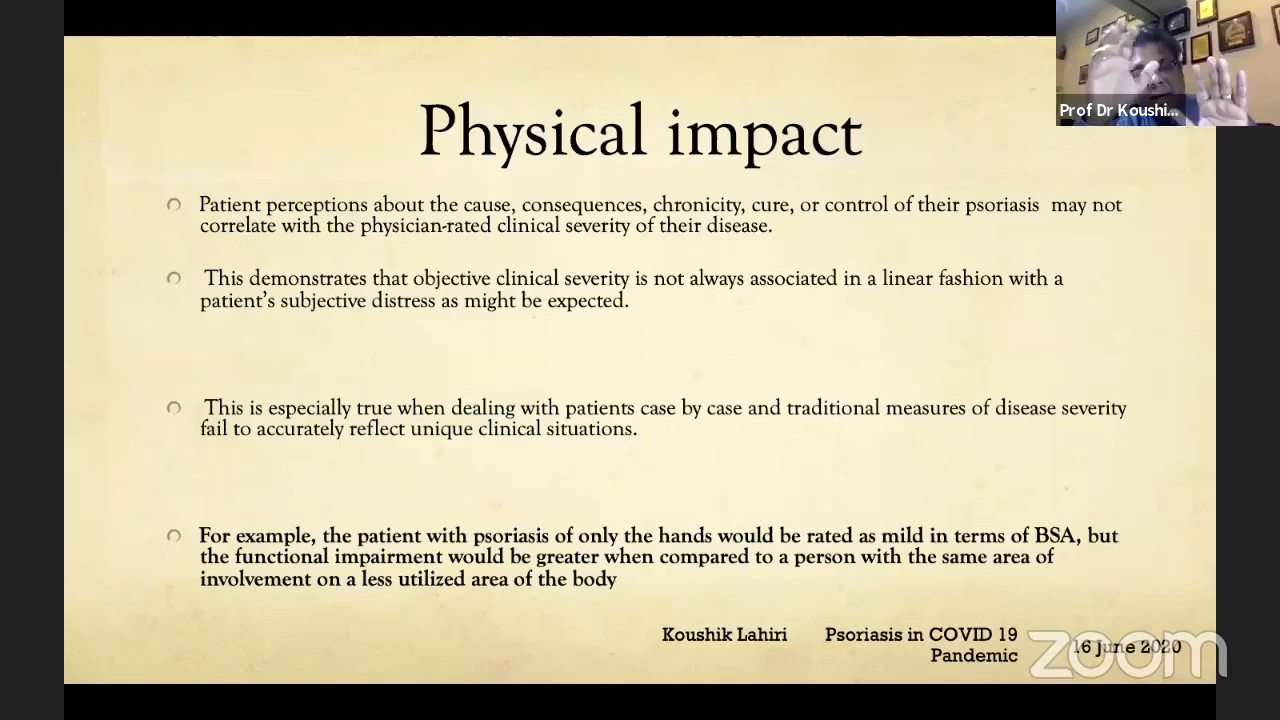 Prof Dr Koushi...
Physical impact
Patient perceptions about the cause, consequences, chronicity, cure, or control of their psoriasis may not
correlate with the physician-rated clinical severity of their disease.
This demonstrates that objective clinical severity is not always associated in a linear fashion with a
patient's subjective distress as might be expected.
This is especially true when dealing with patients case by case and traditional measures of disease severity
fail to accurately reflect unique clinical situations.
For example, the patient with psoriasis of only the hands would be rated as mild in terms of BSA, but
the functional impairment would be greater when compared to a person with the same area of
involvement on a less utilized area of the body
Koushik Lahiri
Psoriasis in COVID 19
Pandemic
16 June 2020
zoom